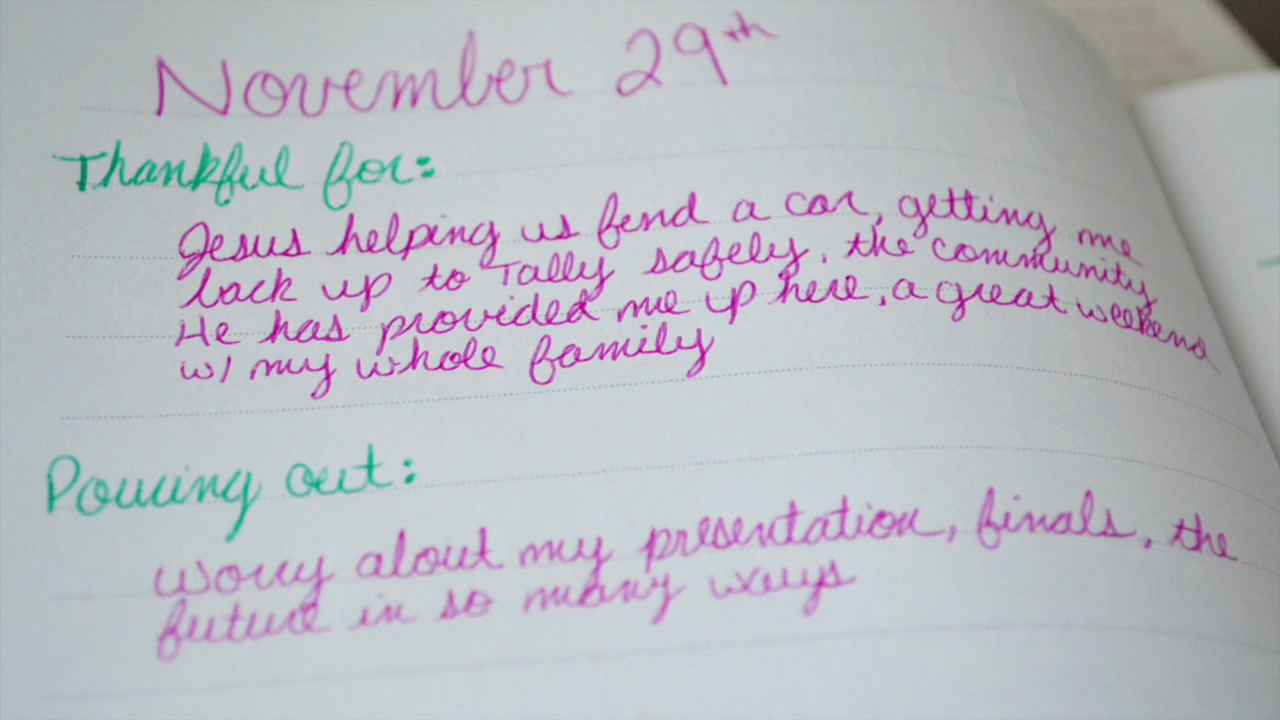 November 29th
Thankful for:
Jesus helping us find a car, getting me
back up to Tally safely, the community
He has provided me up here, a great weekend
w/ my whole family
Pouring out:
worry about my presentation, finals, the
future in so many ways